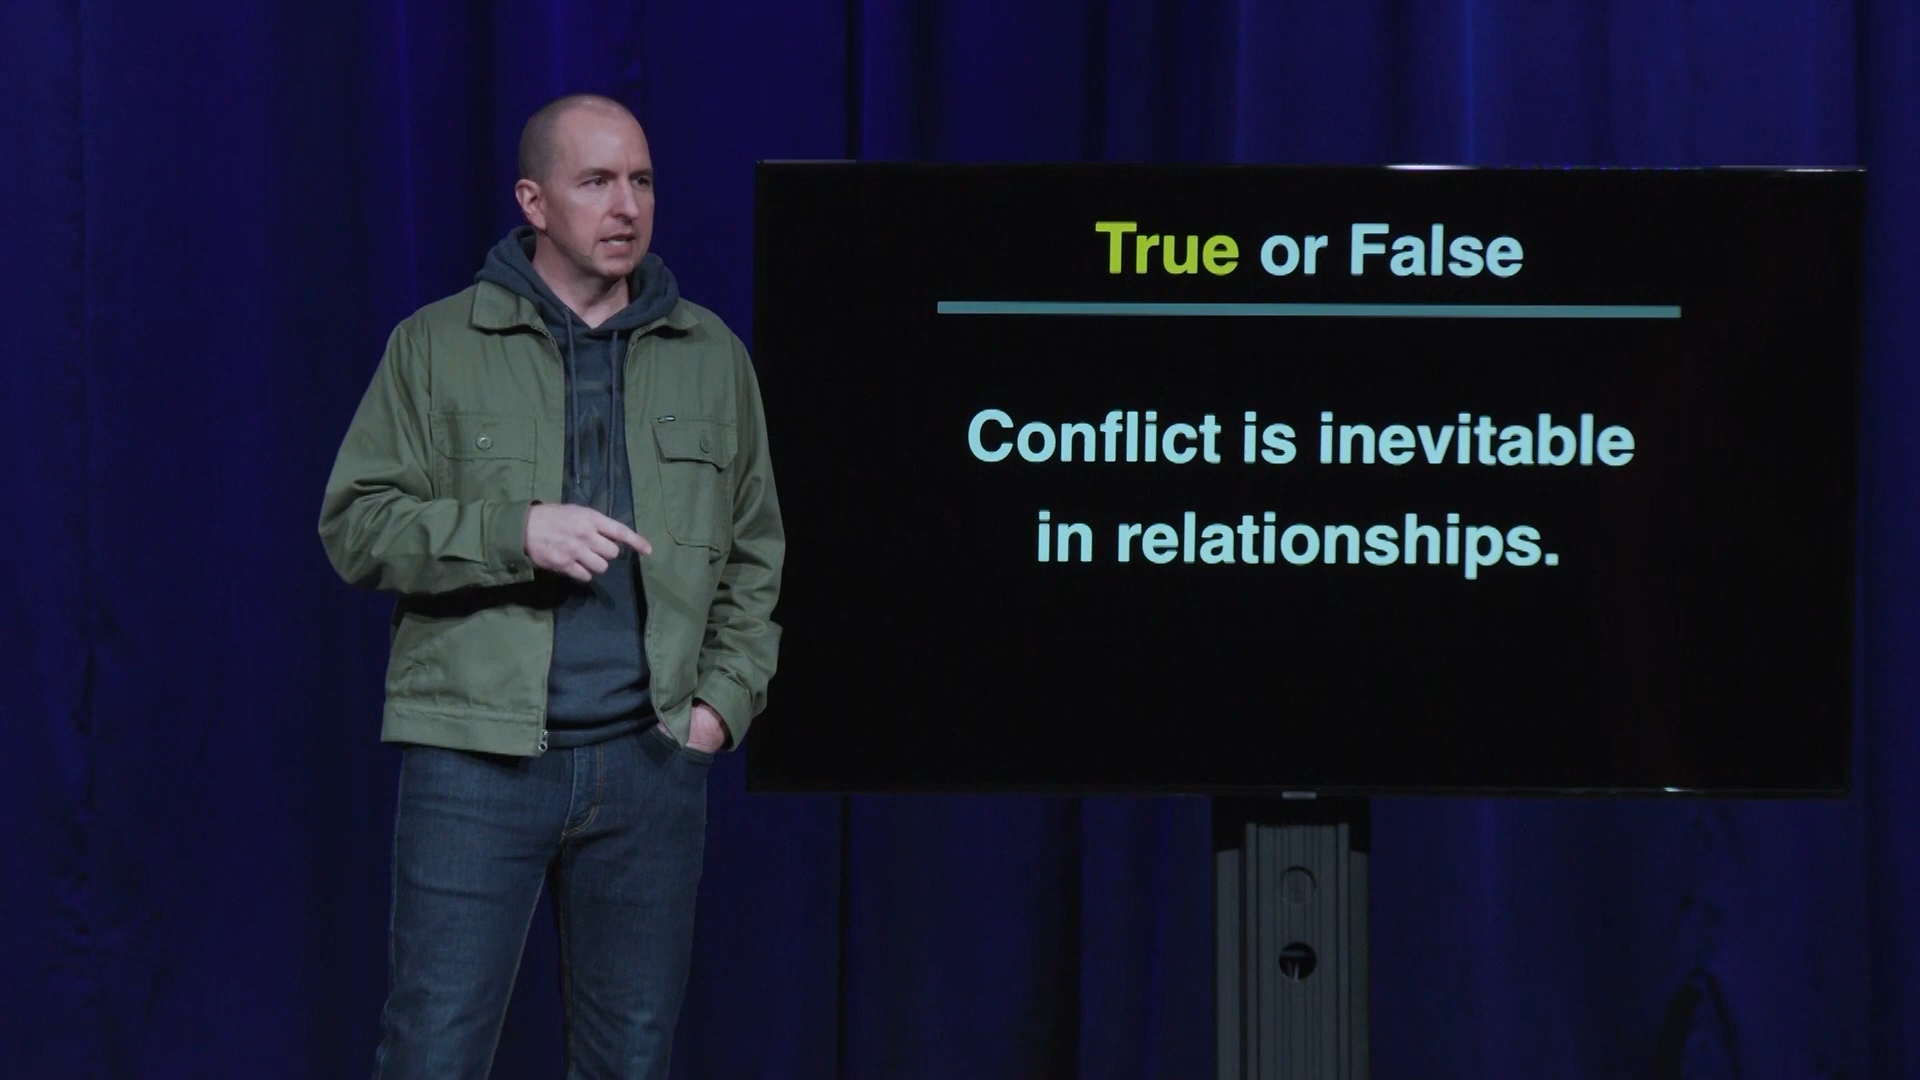 True or False
Conflict is inevitable
in relationships.